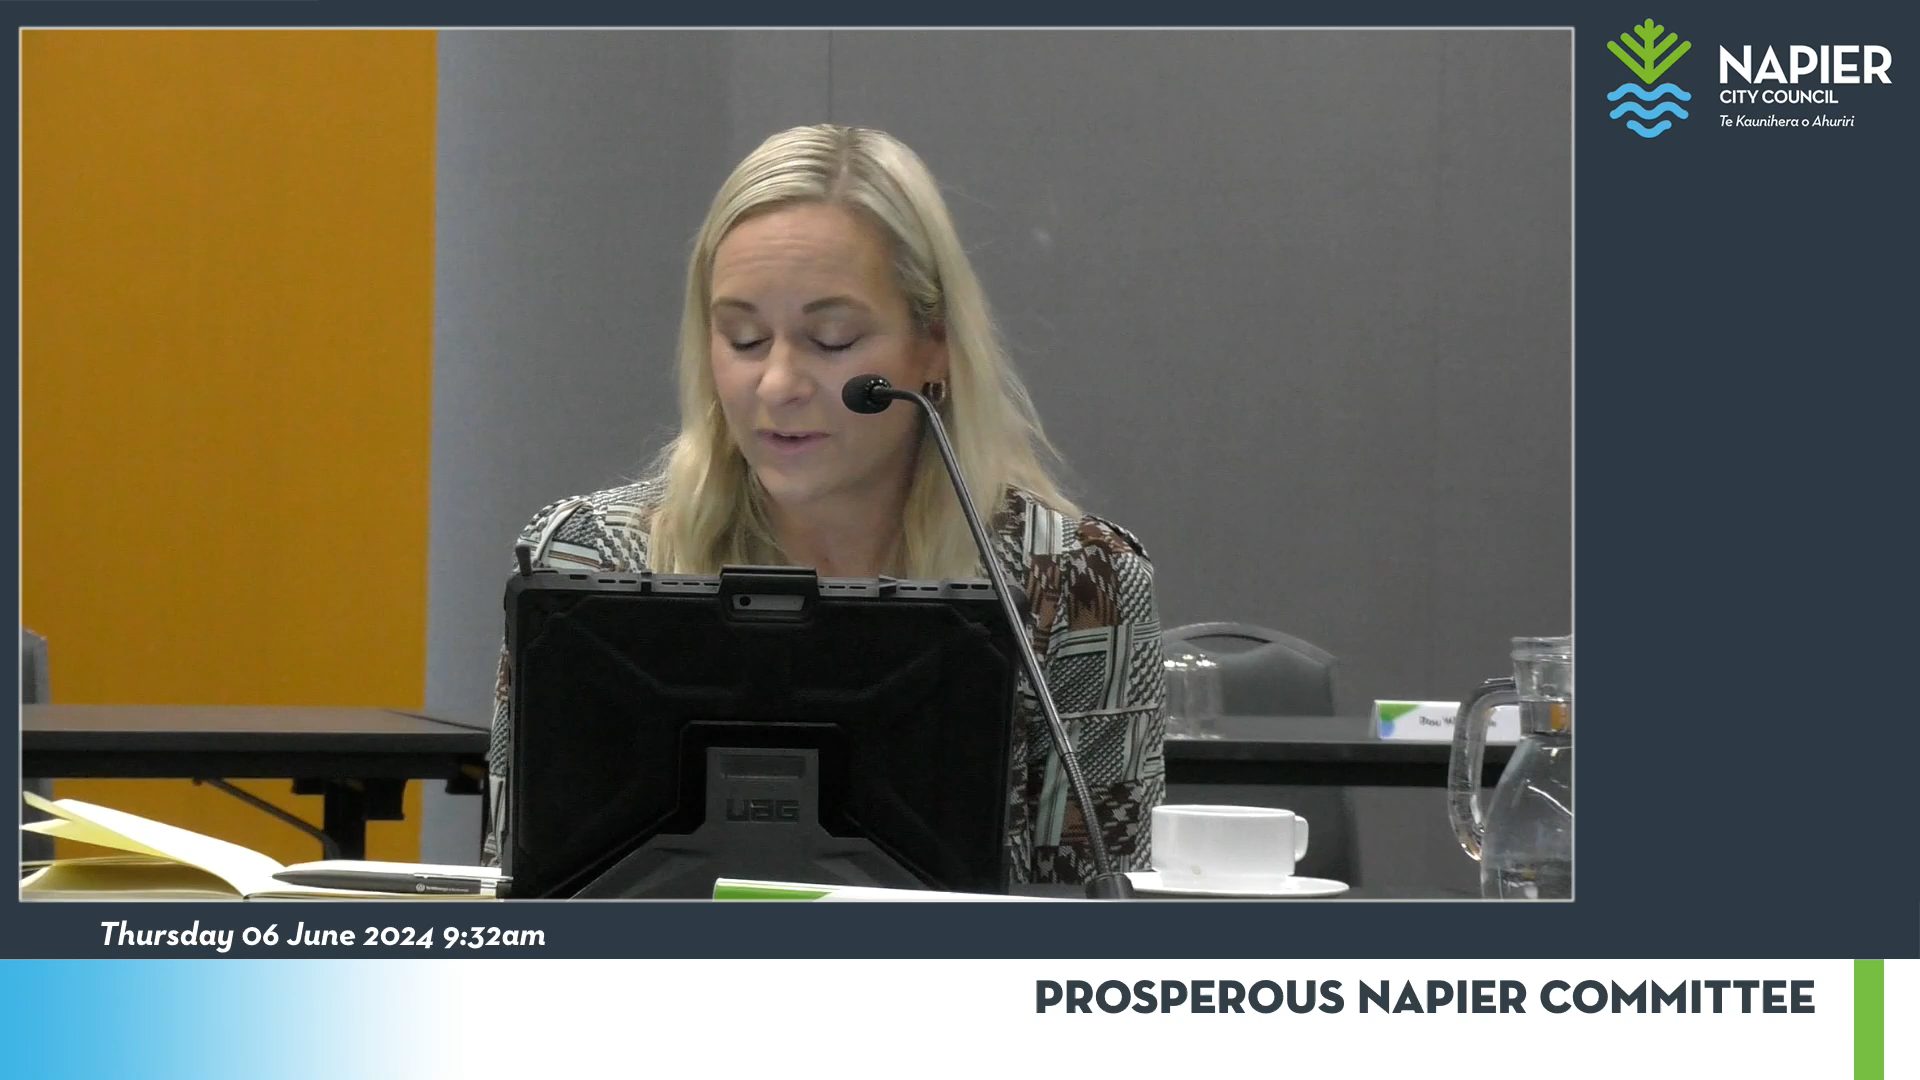 NAPIER
CITY COUNCIL
Te Kaunihera o Ahuriri
UAG
Thursday 06 June 2024 9:32am
PROSPEROUS NAPIER COMMITTEE